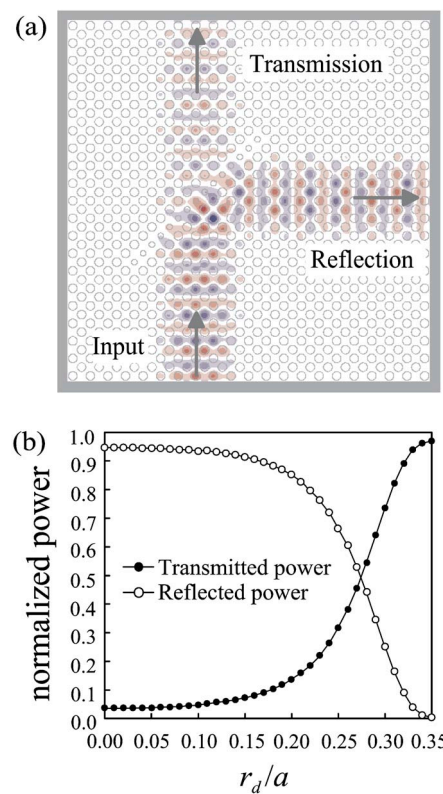 (a)
Transmission
Reflection
Input
(b)
normalized power
1.0
0.9
0.8
0.7
0.6
0.5
0.4
0.3
0.2
0.1
0.0
Transmitted power
Reflected power
0.00 0.05 0.10 0.15 0.20 0.25 0.30 0.35
r_d/a